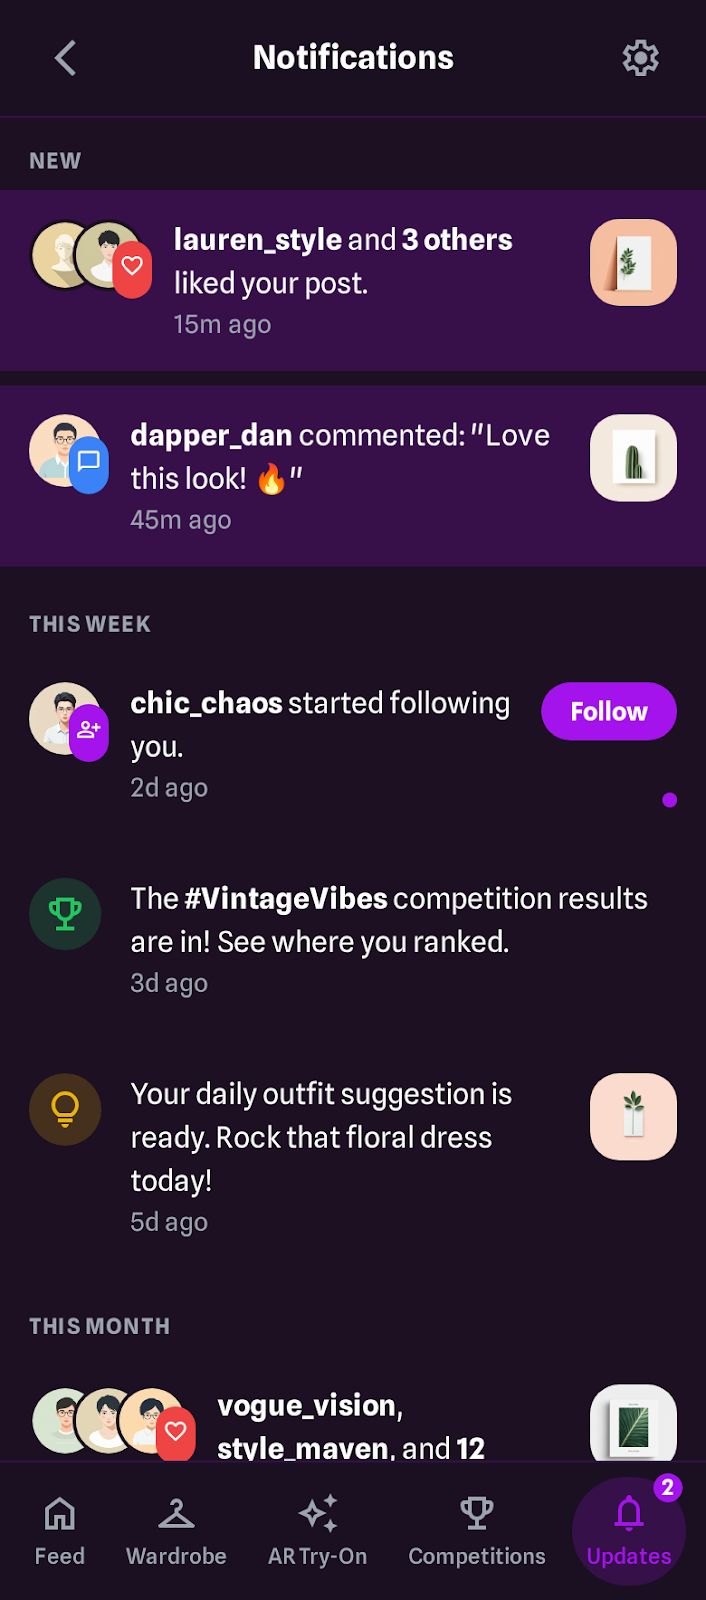 Notifications
NEW
lauren_style and 3 others
liked your post.
15m ago
dapper_dan commented: "Love
this look! 🔥"
45m ago
THIS WEEK
chic_chaos started following
you.
2d ago
Follow
The #VintageVibes competition results
are in! See where you ranked.
3d ago
Your daily outfit suggestion is
ready. Rock that floral dress
today!
5d ago
THIS MONTH
vogue_vision,
style_maven, and 12
Feed
Wardrobe
AR Try-On
Competitions
2
Updates